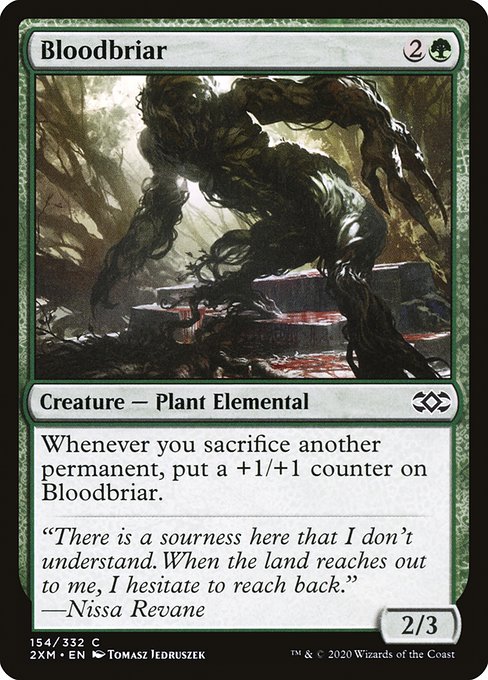 Bloodbriar 2
Creature — Plant Elemental
Whenever you sacrifice another
permanent, put a +1/+1 counter on
Bloodbriar.
“There is a sourness here that I don’t
understand. When the land reaches out
to me, I hesitate to reach back.”
—Nissa Revane
2/3
154/332 C
2XM • EN Tomasz Jedruszek ™ & © 2020 Wizards of the Coast